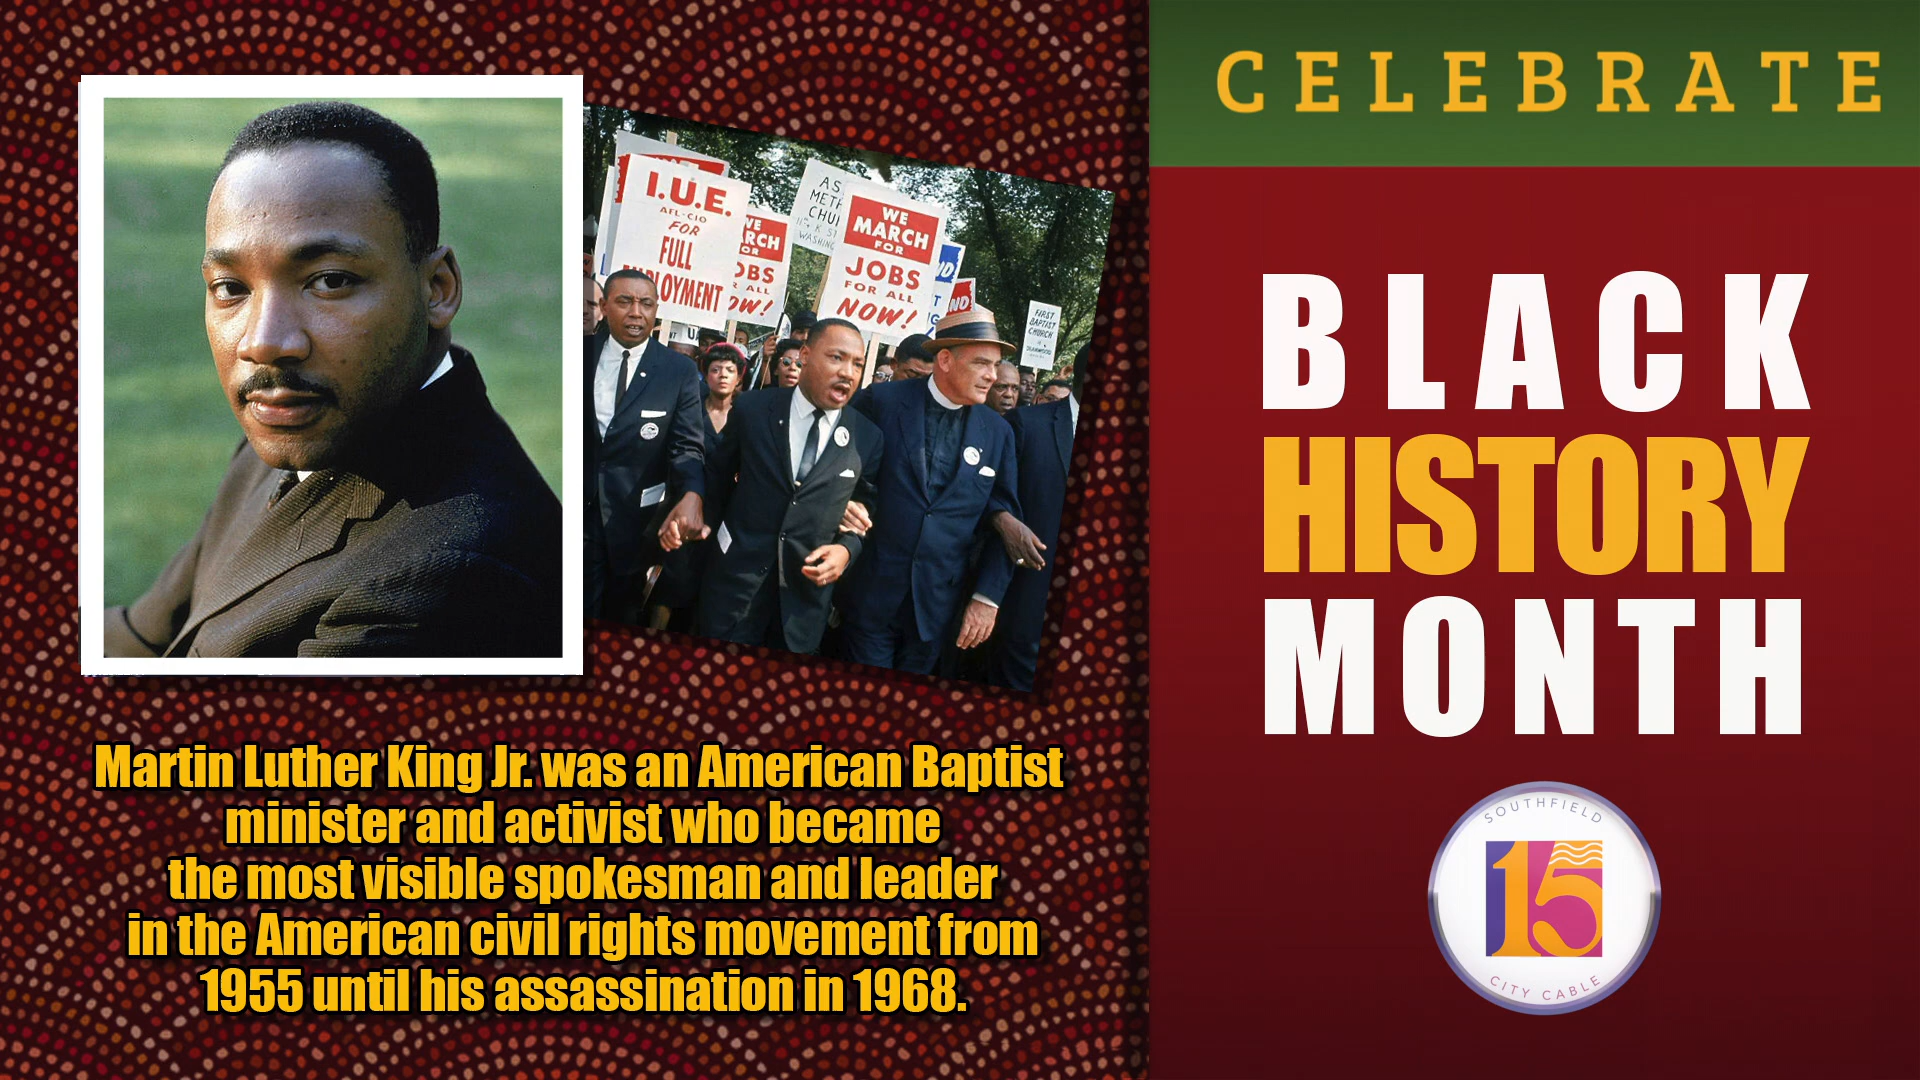 CELEBRATE
BLACK
HISTORY
MONTH
SOUTHFIELD
15
CITY CABLE
I.U.E.
AFL-CIO
FOR
FULL
WE
MARCH
FOR
JOBS
FOR ALL
NOW!
FIRST
BAPTIST
CHURCH
Martin Luther King Jr. was an American Baptist
minister and activist who became
the most visible spokesman and leader
in the American civil rights movement from
1955 until his assassination in 1968.